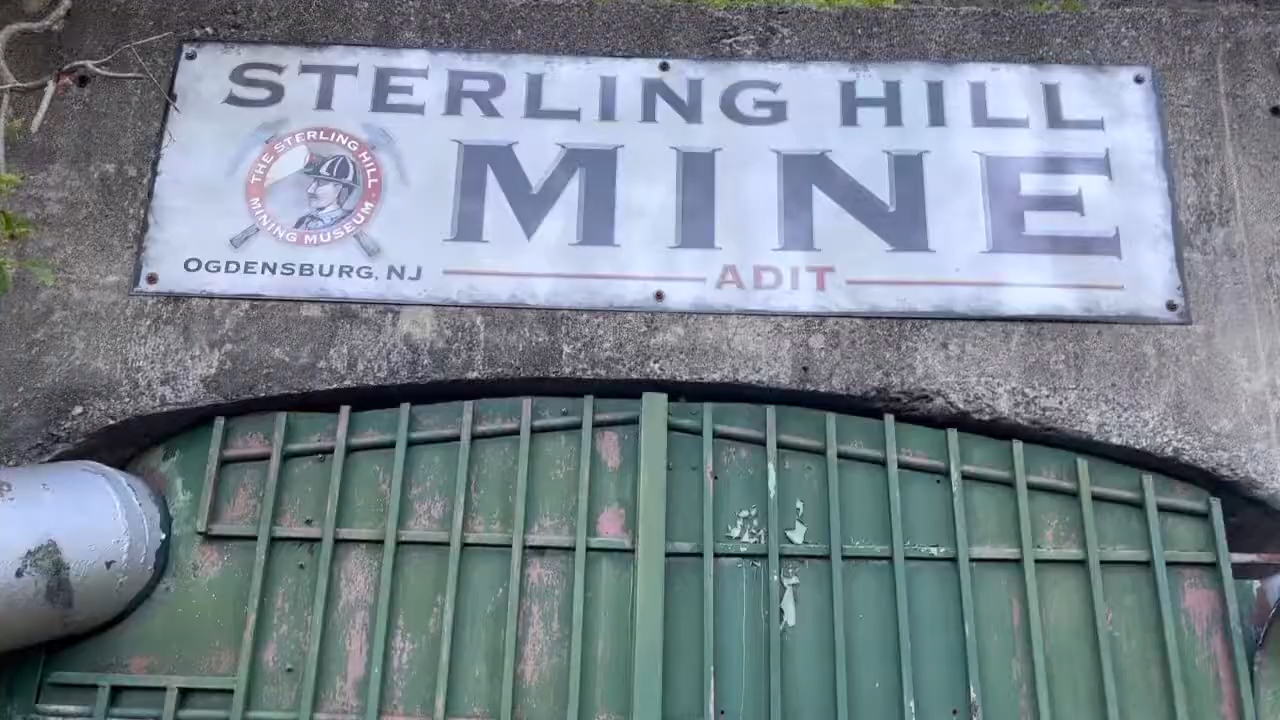 STERLING HILL
MINE
THE STERLING HILL
MINING MUSEUM
OGDENSBURG, NJ
ADIT